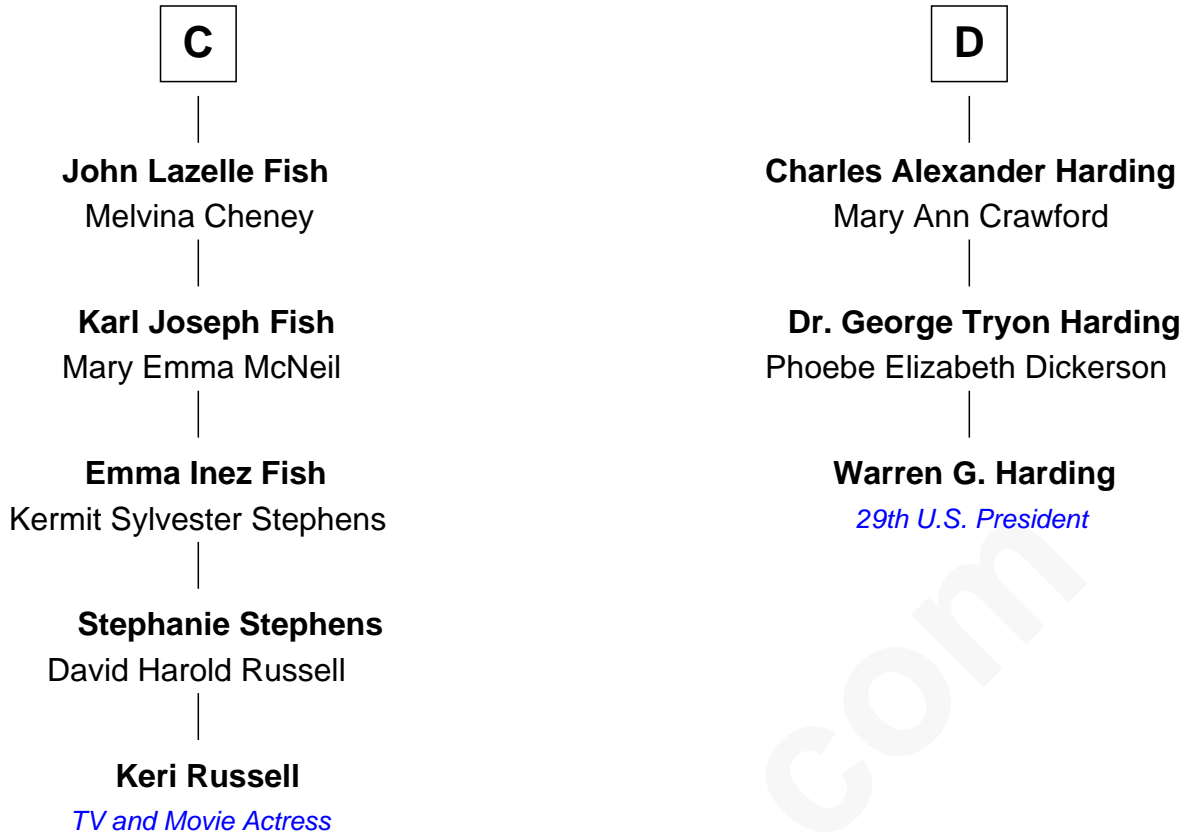 C
John Lazelle Fish
Melvina Cheney
Karl Joseph Fish
Mary Emma McNeil
Emma Inez Fish
Kermit Sylvester Stephens
Stephanie Stephens
David Harold Russell
Keri Russell
TV and Movie Actress
D
Charles Alexander Harding
Mary Ann Crawford
Dr. George Tryon Harding
Phoebe Elizabeth Dickerson
Warren G. Harding
29th U.S. President
com